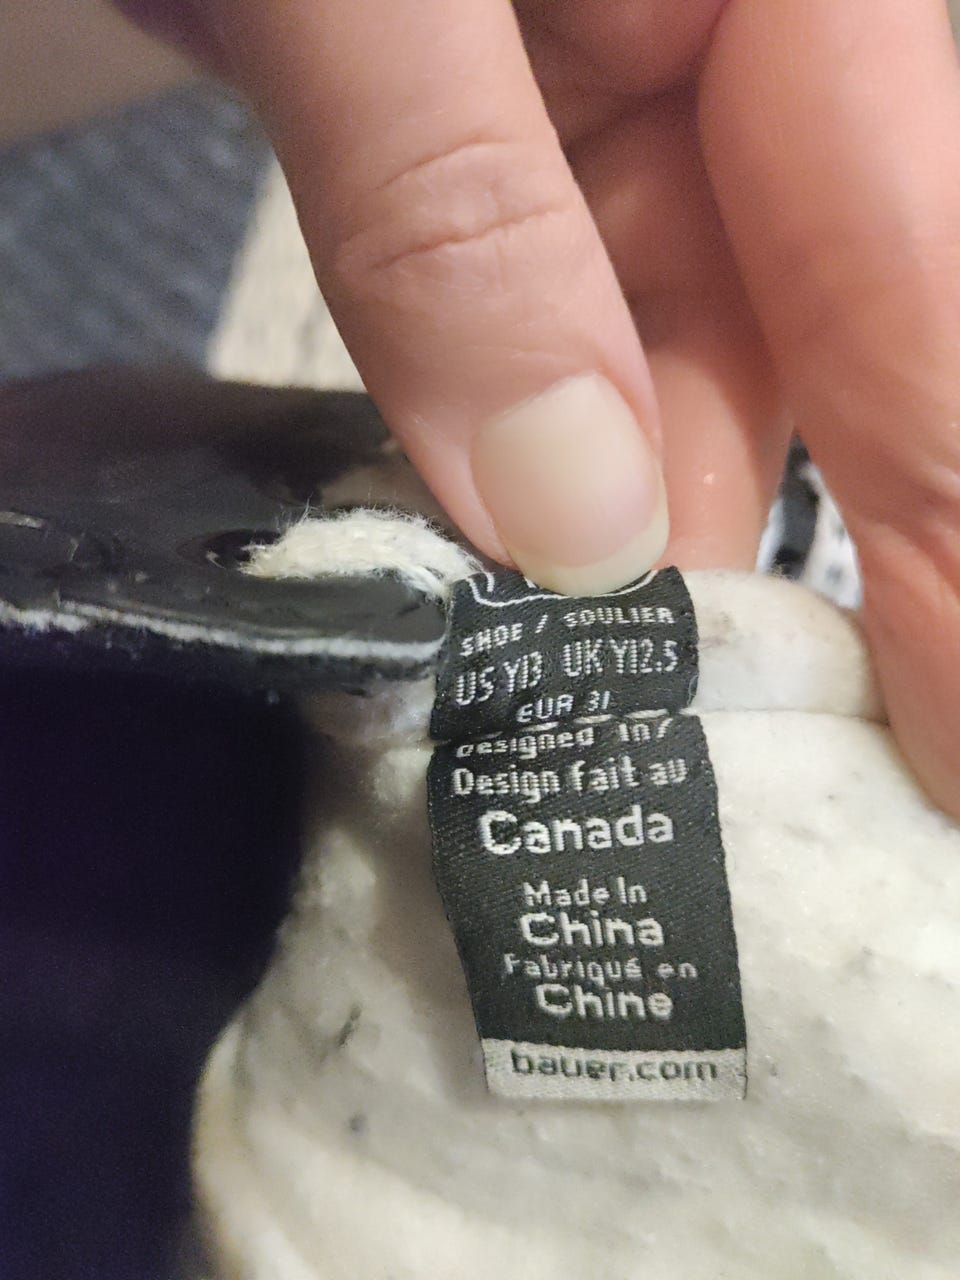 SHOE / SOULIER
US Y13 UK Y12.5
EUR 31
Designed in/
Design fait au
Canada
Made In
China
Fabriqué en
Chine
bauer.com